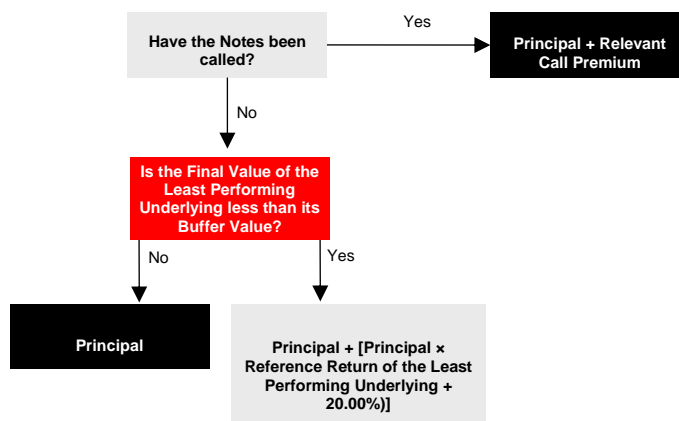 Have the Notes been
called?
Yes
Principal + Relevant
Call Premium
No
Is the Final Value of the
Least Performing
Underlying less than its
Buffer Value?
No
Yes
Principal
Principal + [Principal ×
Reference Return of the Least
Performing Underlying +
20.00%)]